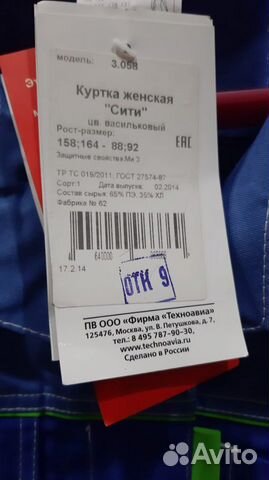 модель: 3.058
Куртка женская
"Сити"
цв. васильковый
Рост-размер:
158;164 - 88;92
EAC
Защитные свойства: Ми З
ТР ТС 019/2011; ГОСТ 27574-87
Сорт:1 Дата выпуска: 02.2014
Состав сырья: 65% ПЭ, 35% ХЛ
Фабрика № 62
640000
17.2.14
ОТК 9
ПВ ООО «Фирма «Техноавиа»
125476, Москва, ул. В. Петушкова, д. 7,
тел.: 8 495 787-90-30,
www.technoavia.ru
Сделано в России
Avito